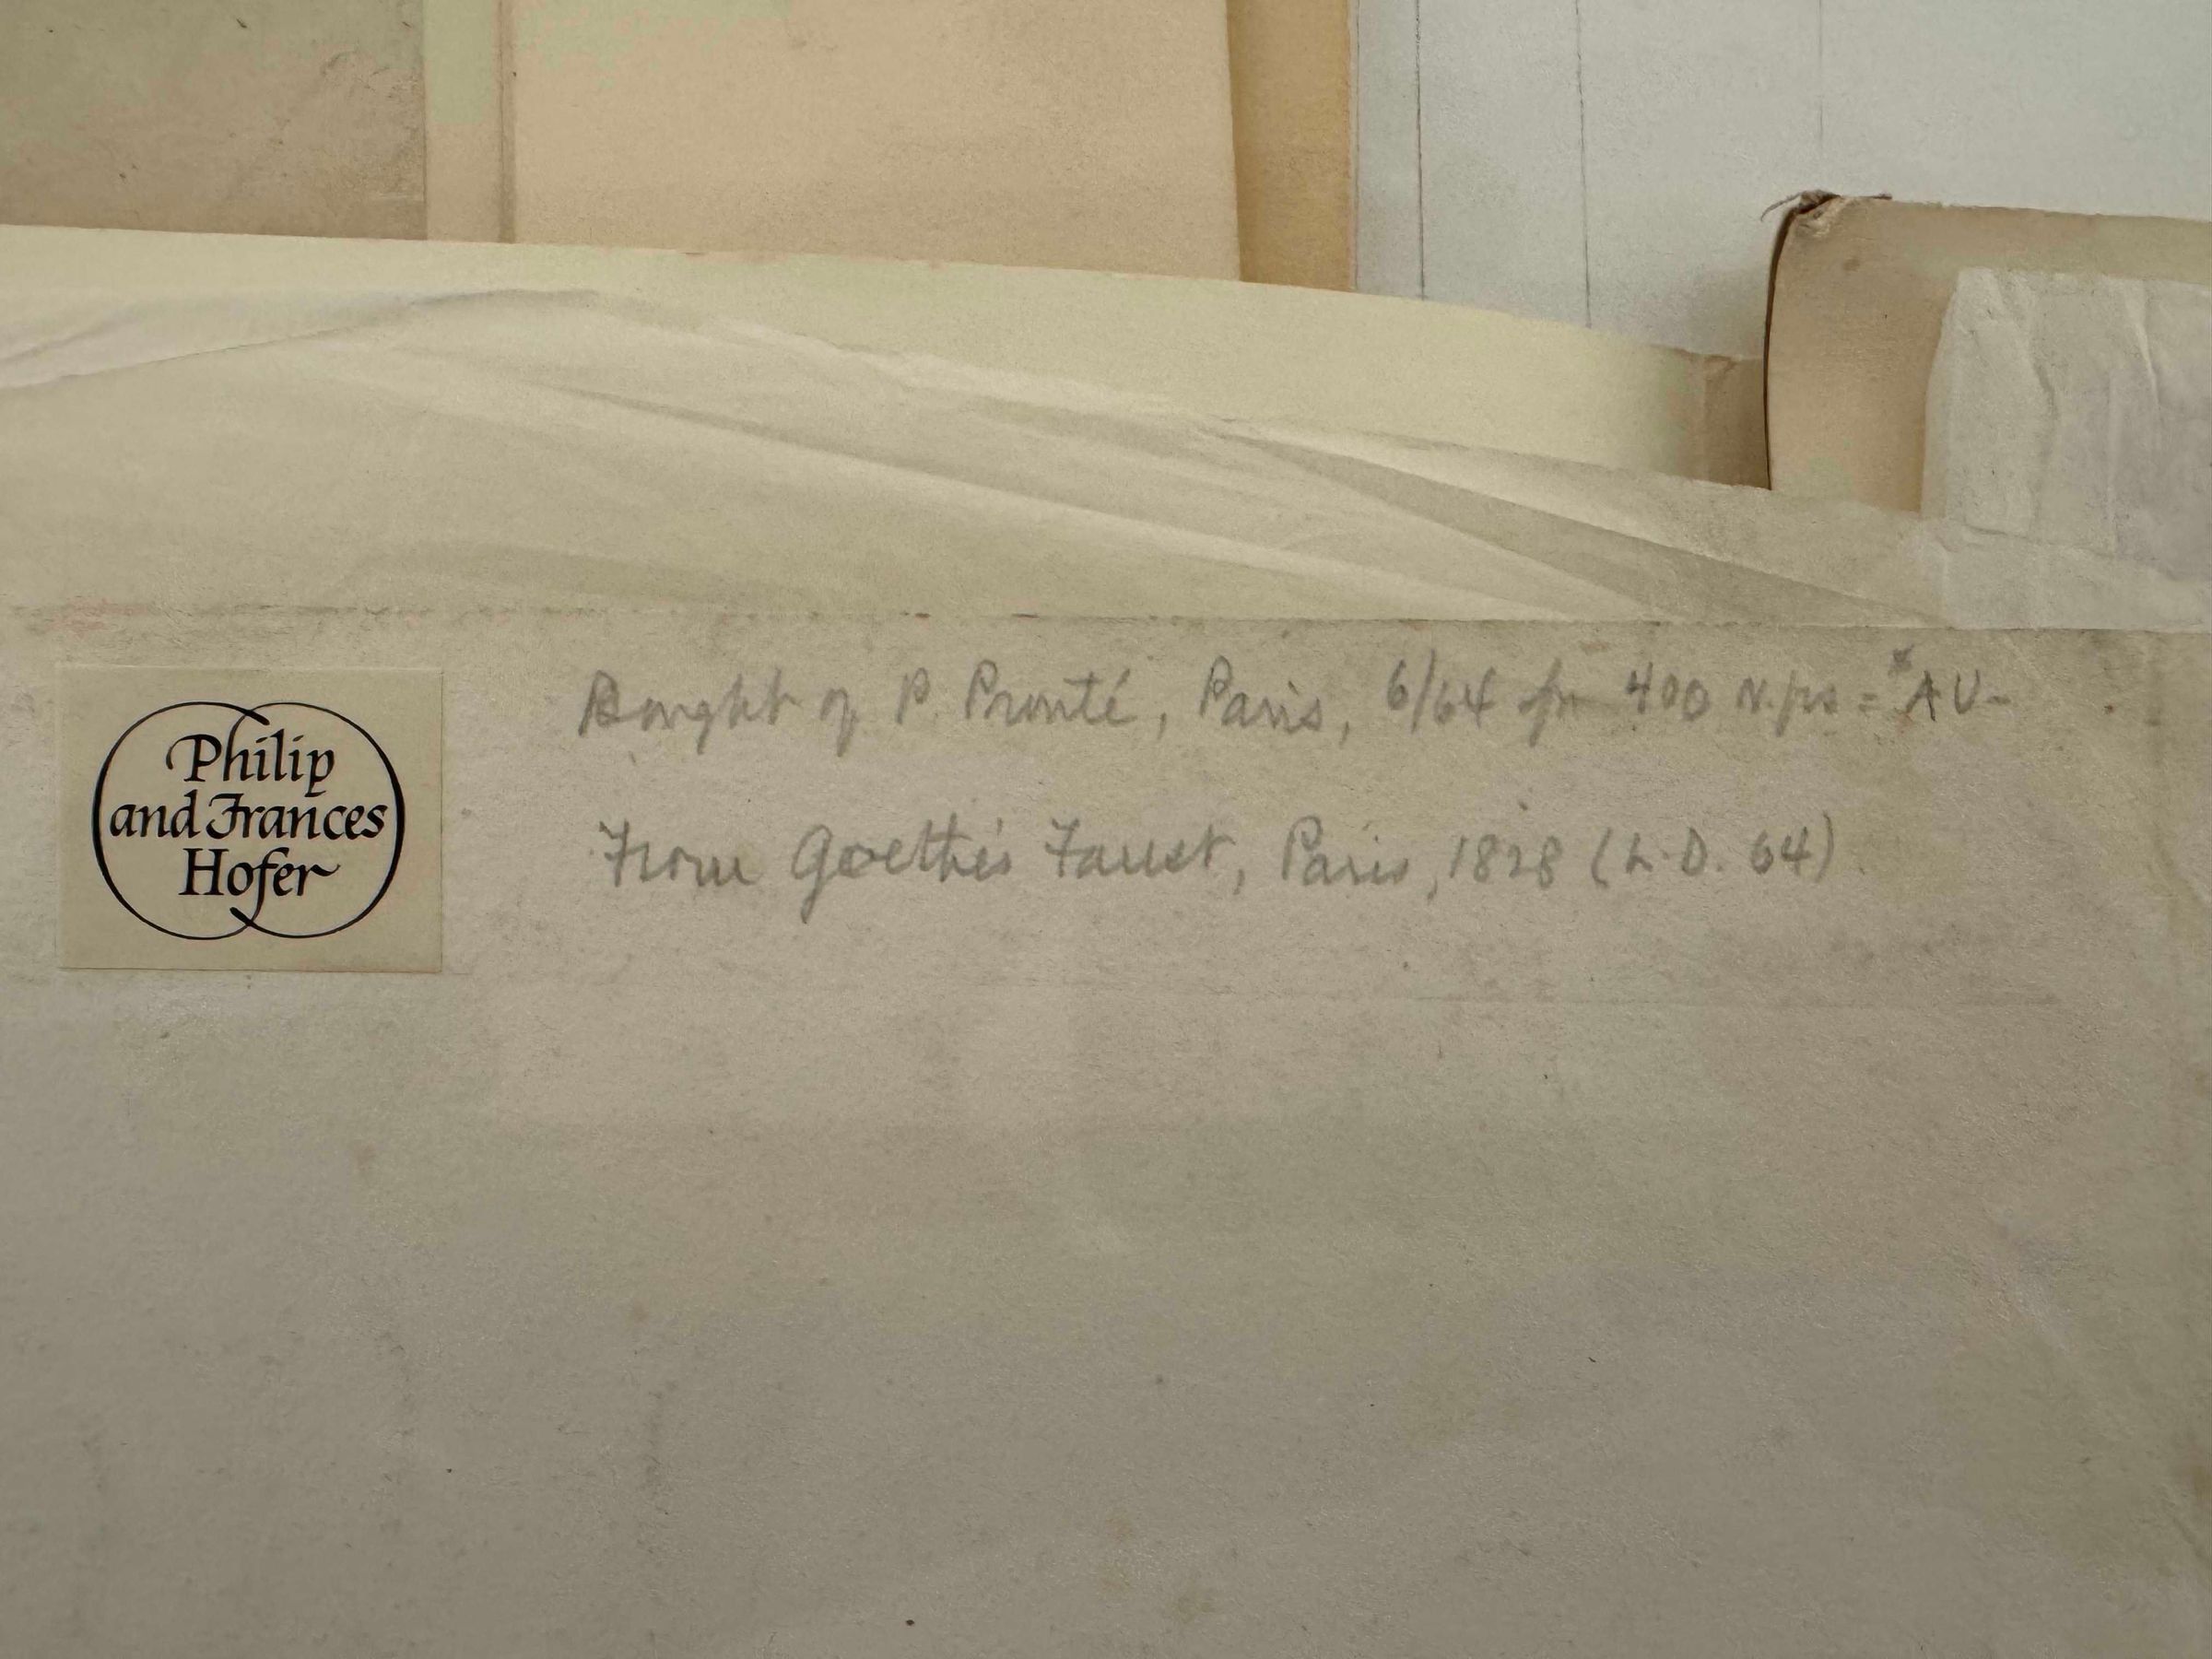 Philip
and Frances
Hofer
Bought of P. Prouté, Paris, 6/64 for 400 N.frs =
From Goethe's Faust, Paris, 1828 (L.D. 64)